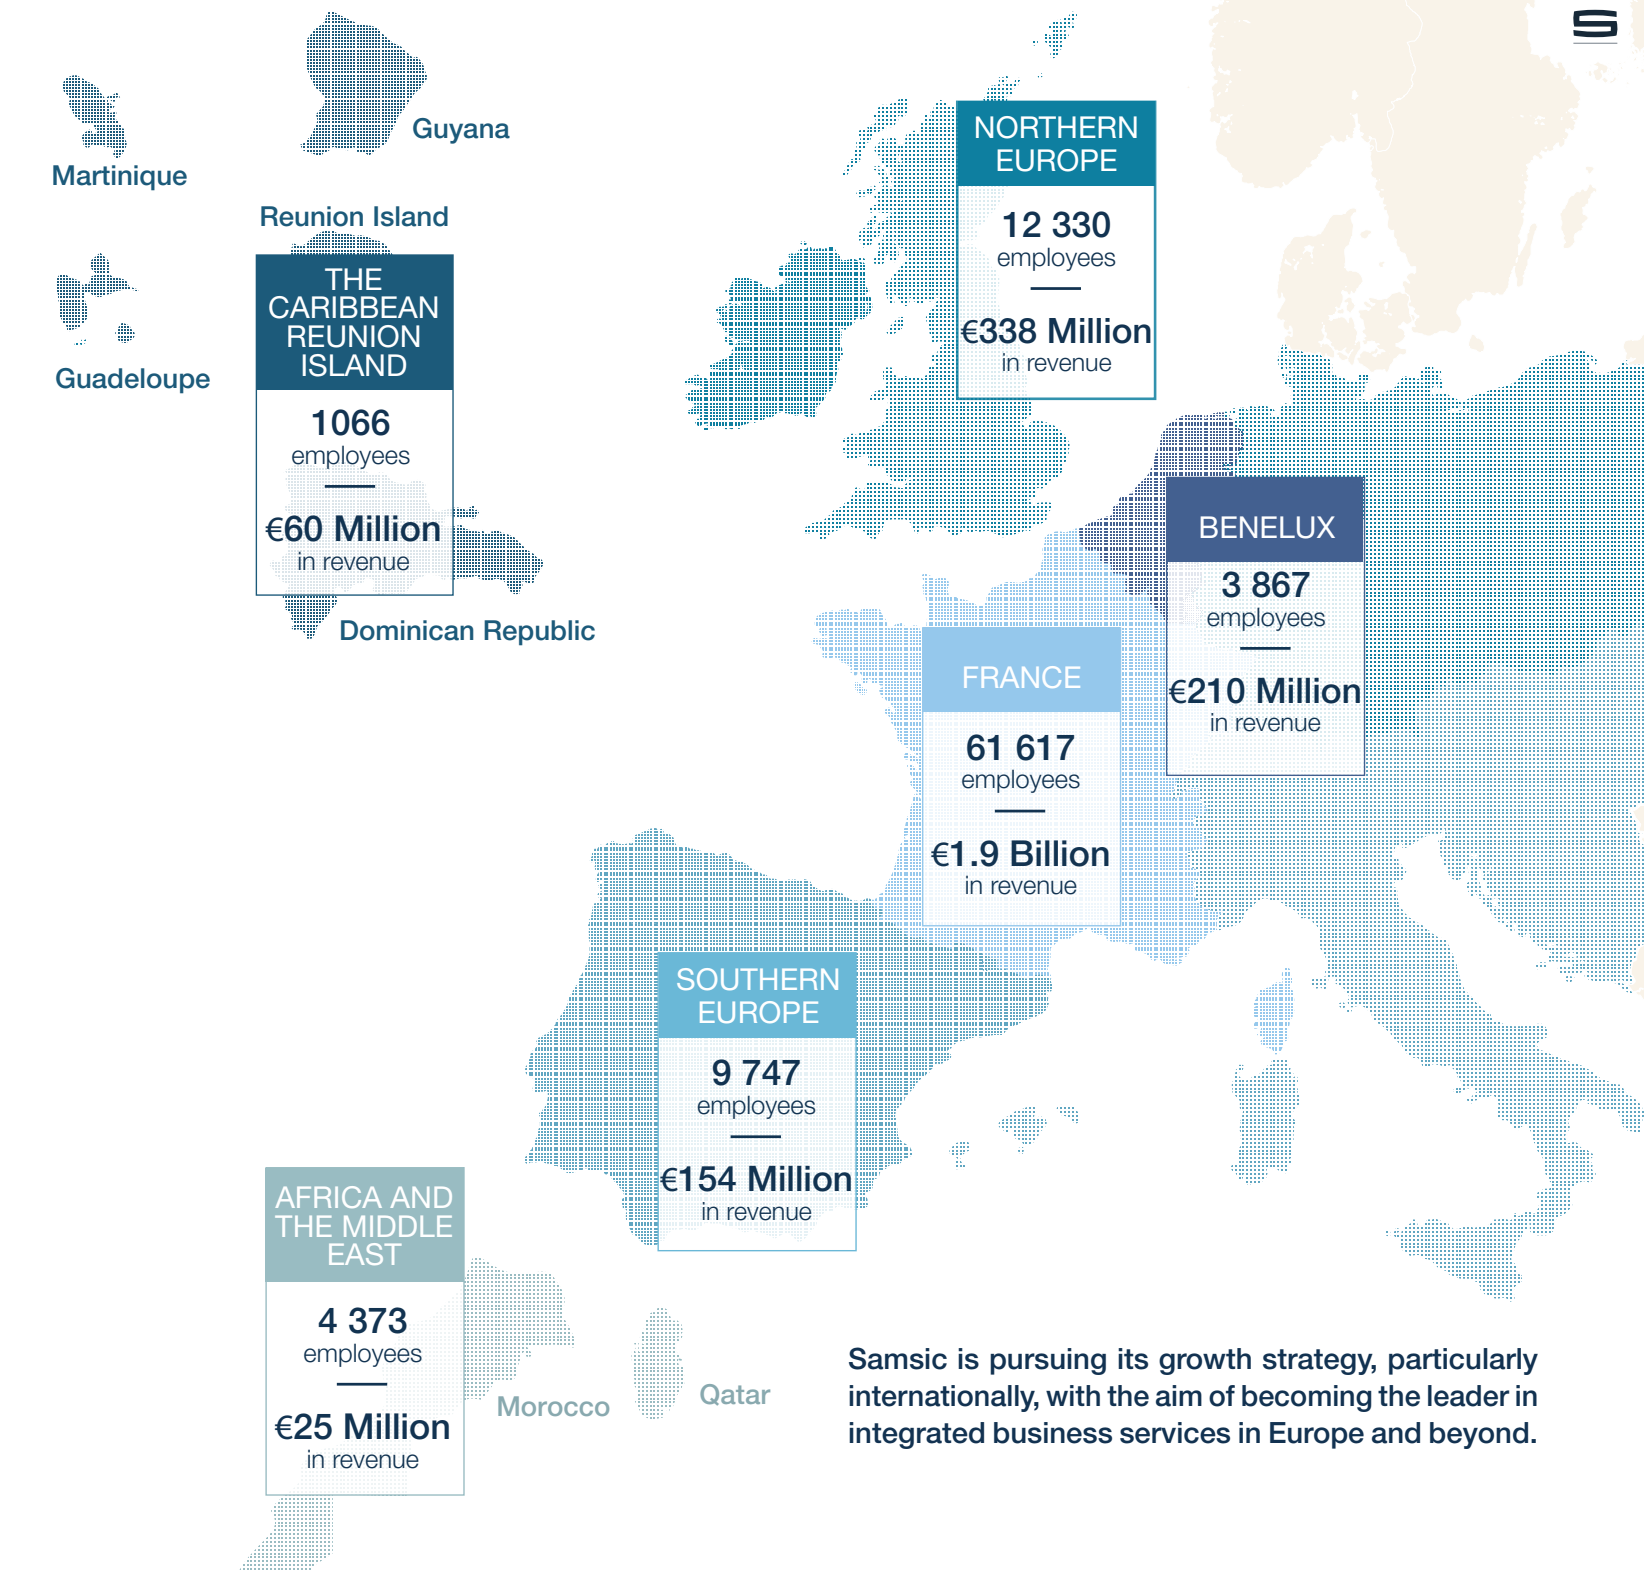 Guyana
Martinique
Reunion Island
Guadeloupe
THE
CARIBBEAN
REUNION
ISLAND
1066
employees
€60 Million
in revenue
Dominican Republic
NORTHERN
EUROPE
12 330
employees
€338 Million
in revenue
BENELUX
3 867
employees
€210 Million
in revenue
FRANCE
61 617
employees
€1.9 Billion
in revenue
SOUTHERN
EUROPE
9 747
employees
€154 Million
in revenue
AFRICA AND
THE MIDDLE
EAST
4 373
employees
€25 Million
in revenue
Morocco
Qatar
Samsic is pursuing its growth strategy, particularly
internationally, with the aim of becoming the leader in
integrated business services in Europe and beyond.